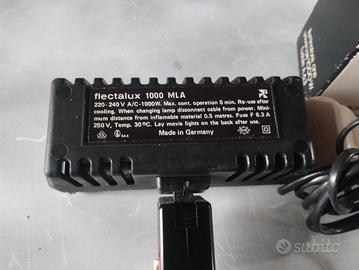 flectalux 1000 MLA
220-240 V A/C-1000W. Max. cont. operation 5 min. Re-use after
cooling. When changing lamp disconnect cable from power. Mini-
mum distance from inflamable material 0.5 metres. Fuse F 6.3 A
250 V, Temp. 30°C. Lay movie lights on the back after use.
Made in Germany
subito